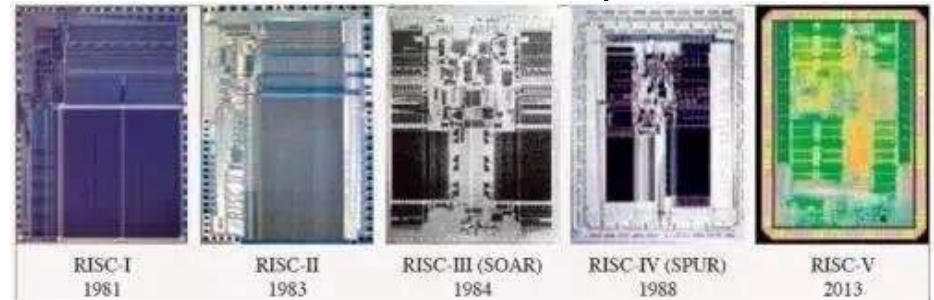 RISC-I RISC-II RISC-III (SOAR) RISC-IV (SPUR) RISC-V
1981 1983 1984 1988 2013